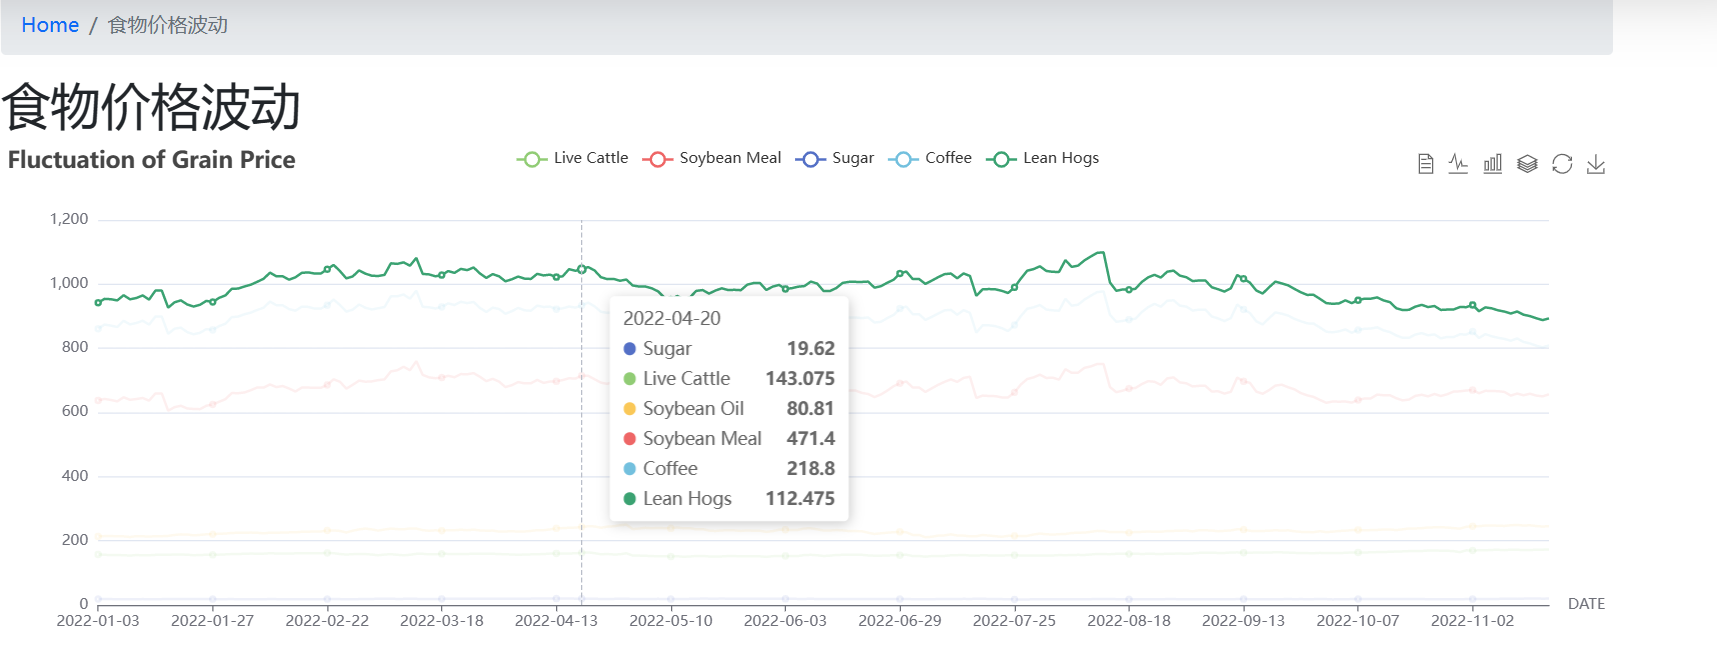 Home / 食物价格波动
食物价格波动
Fluctuation of Grain Price
Live Cattle Soybean Meal Sugar Coffee Lean Hogs
1,200
1,000
800
600
400
200
0
2022-04-20
Sugar 19.62
Live Cattle 143.075
Soybean Oil 80.81
Soybean Meal 471.4
Coffee 218.8
Lean Hogs 112.475
DATE
2022-01-03 2022-01-27 2022-02-22 2022-03-18 2022-04-13 2022-05-10 2022-06-03 2022-06-29 2022-07-25 2022-08-18 2022-09-13 2022-10-07 2022-11-02